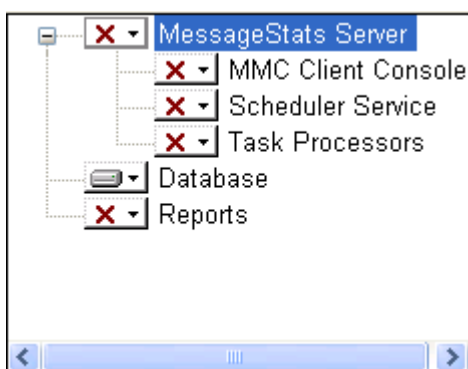 MessageStats Server
MMC Client Console
Scheduler Service
Task Processors
Database
Reports